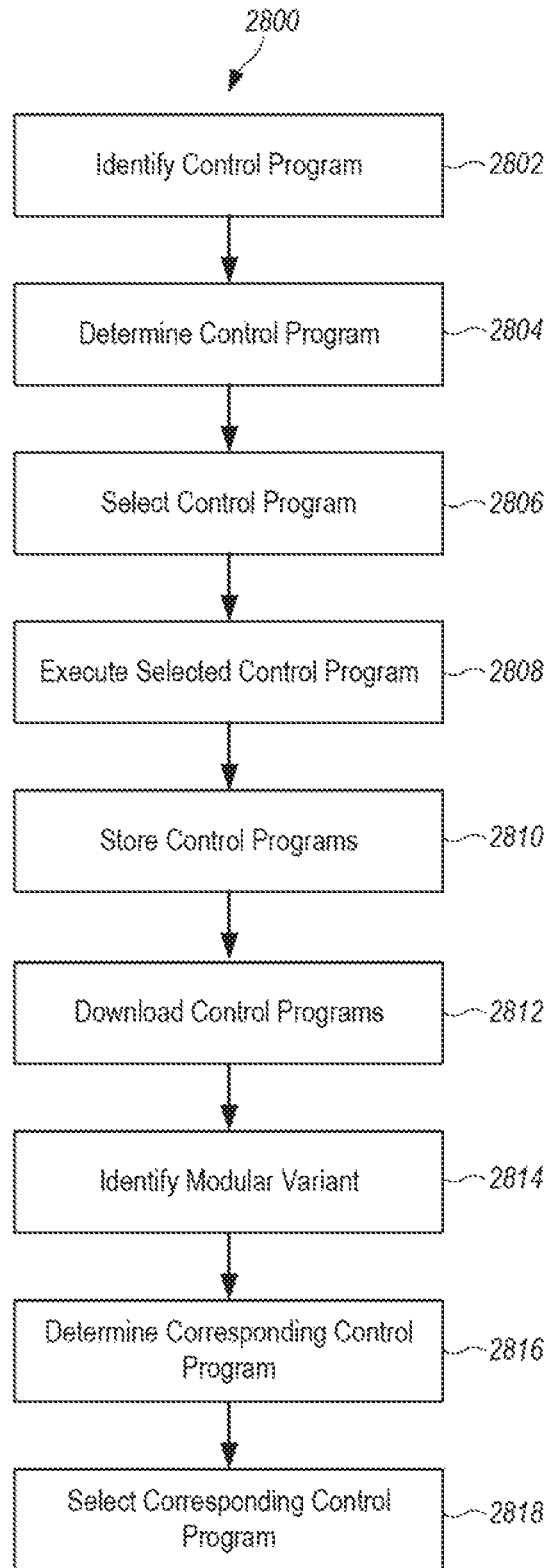 2800
Identify Control Program
2802
Determine Control Program
2804
Select Control Program
2806
Execute Selected Control Program
2808
Store Control Programs
2810
Download Control Programs
2812
Identify Modular Variant
2814
Determine Corresponding Control
Program
2816
Select Corresponding Control
Program
2818